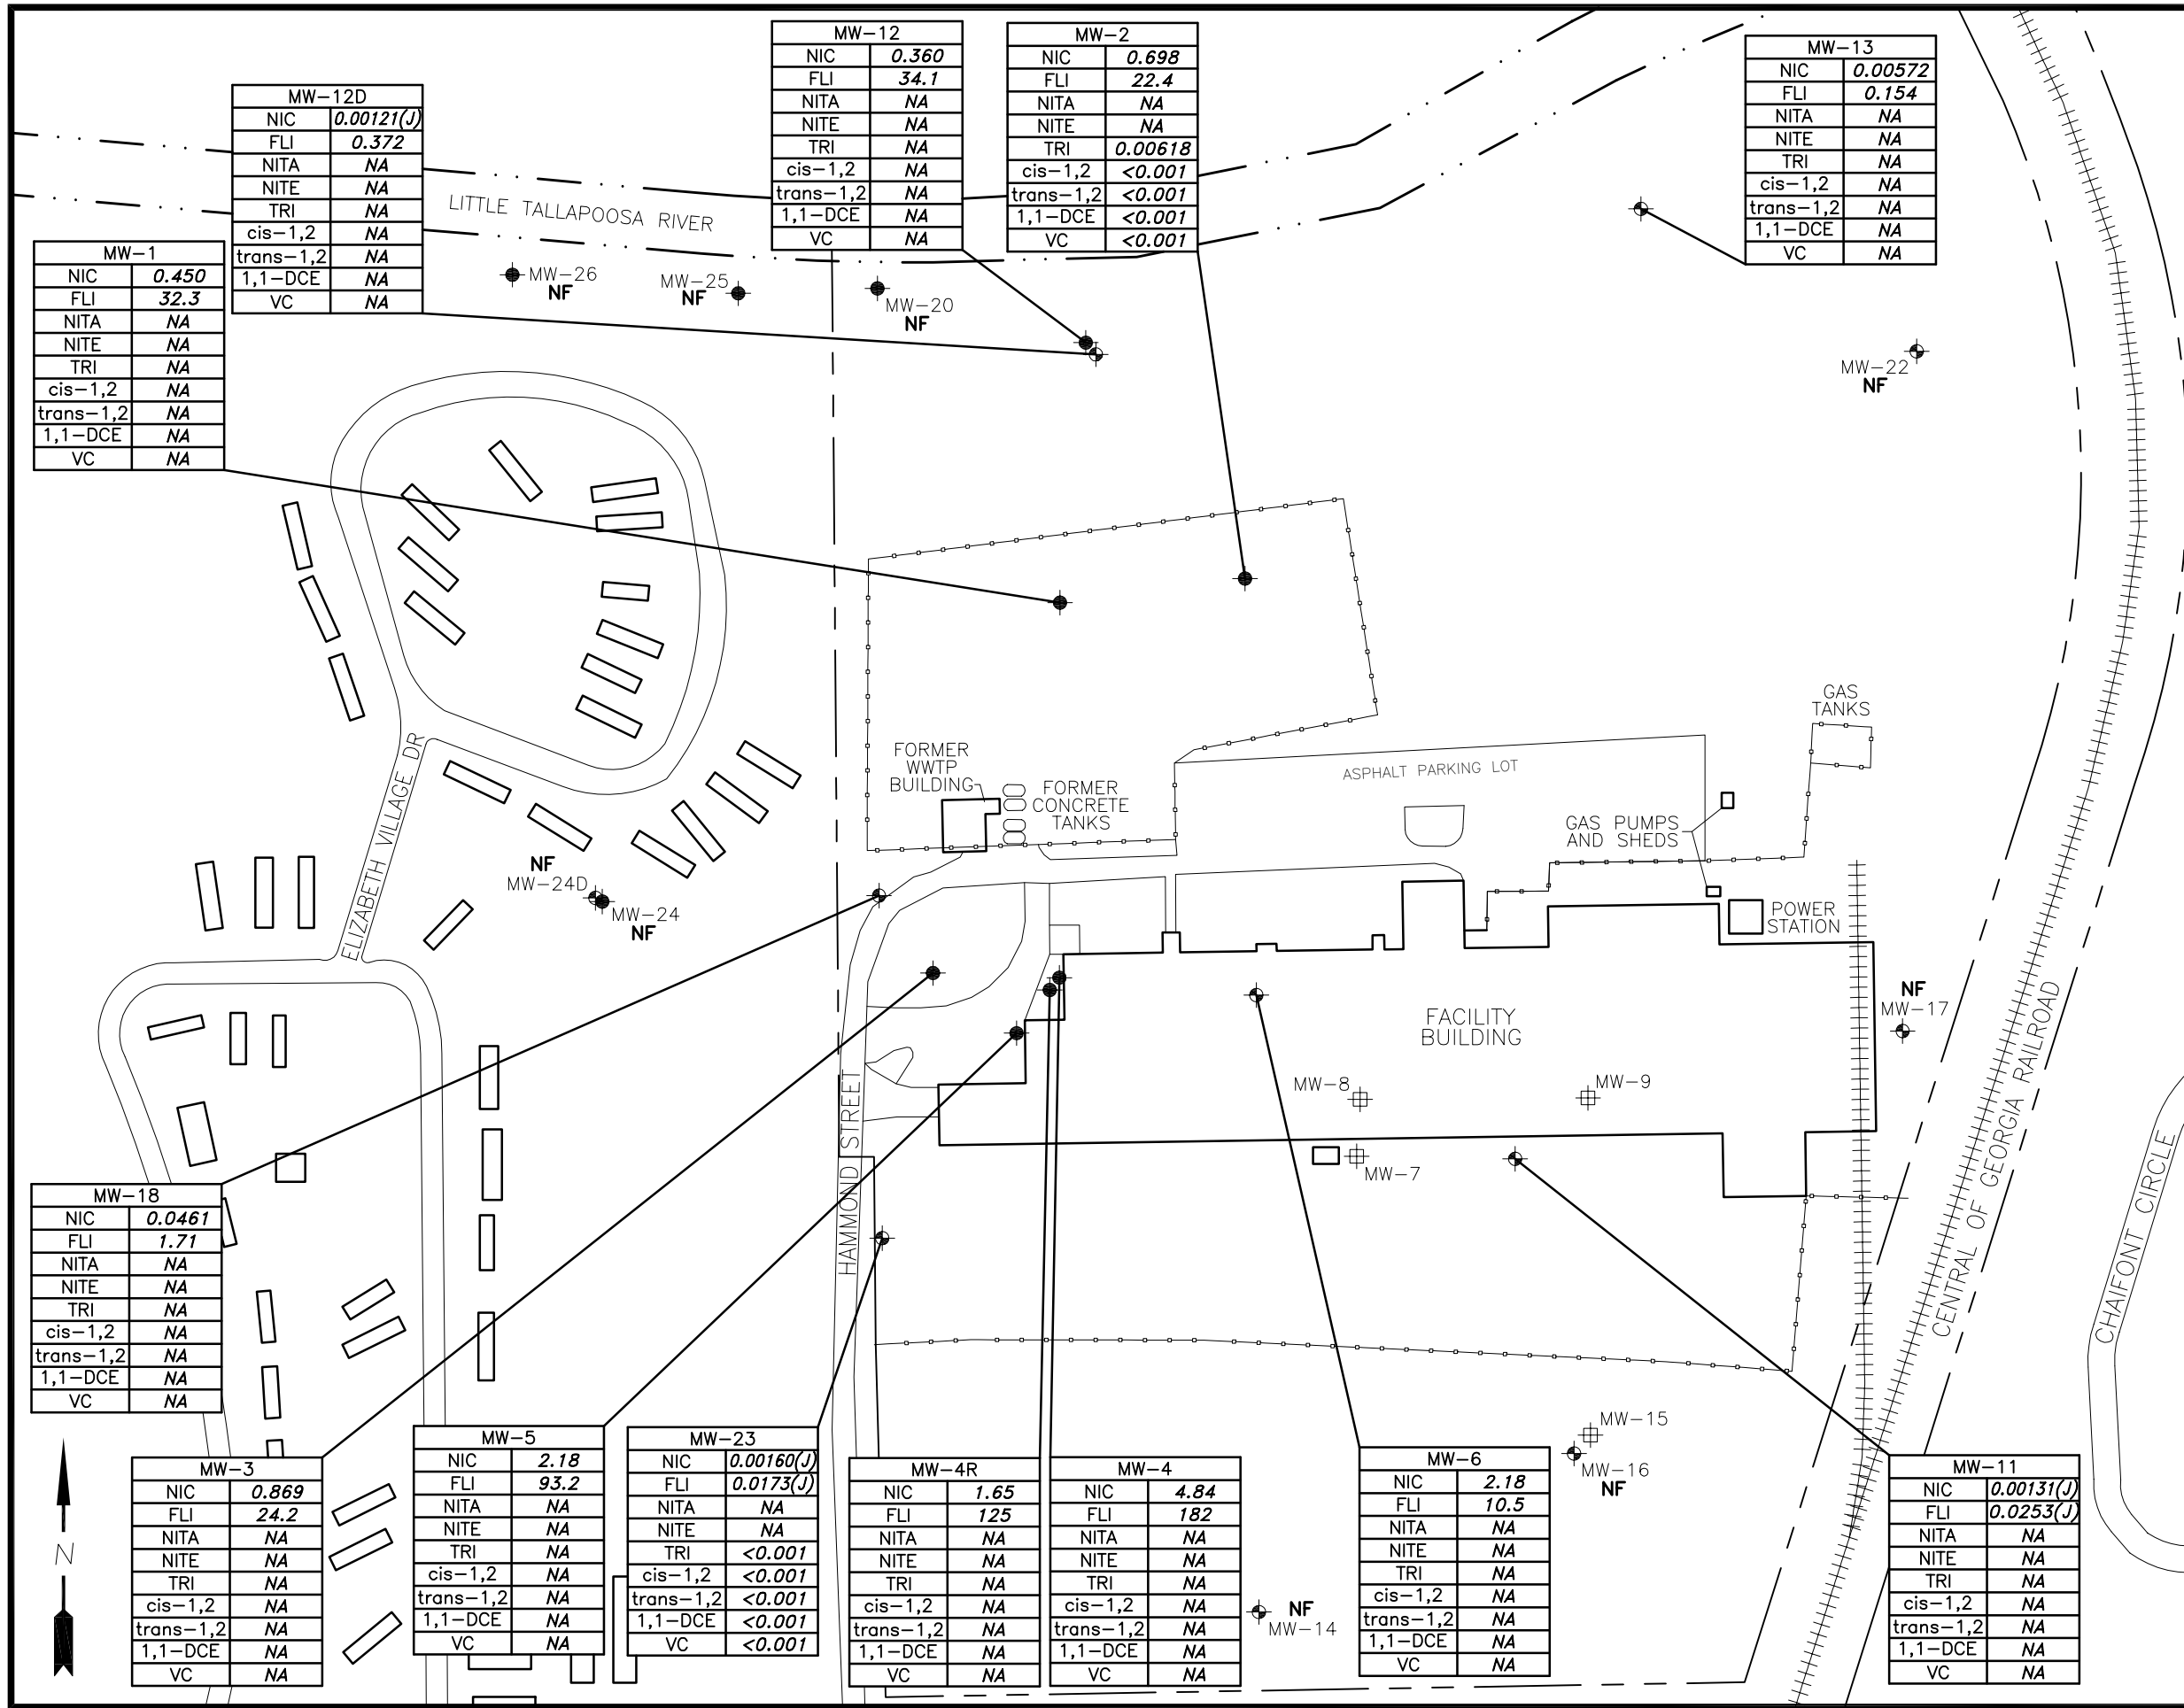 MW-12
NIC 0.360
FLI 34.1
NITA NA
NITE NA
TRI NA
cis-1,2 NA
trans-1,2 NA
1,1-DCE NA
VC NA
MW-2
NIC 0.698
FLI 22.4
NITA NA
NITE NA
TRI 0.00618
cis-1,2 <0.001
trans-1,2 <0.001
1,1-DCE <0.001
VC <0.001
MW-13
NIC 0.00572
FLI 0.154
NITA NA
NITE NA
TRI NA
cis-1,2 NA
trans-1,2 NA
1,1-DCE NA
VC NA
MW-12D
NIC 0.00121(J)
FLI 0.372
NITA NA
NITE NA
TRI NA
cis-1,2 NA
trans-1,2 NA
1,1-DCE NA
VC NA
MW-1
NIC 0.450
FLI 32.3
NITA NA
NITE NA
TRI NA
cis-1,2 NA
trans-1,2 NA
1,1-DCE NA
VC NA
LITTLE TALLAPOOSA RIVER
MW-26
NF
MW-25
NF
MW-20
NF
MW-22
NF
GAS
TANKS
FORMER
WWTP
BUILDING
FORMER
CONCRETE
TANKS
ASPHALT PARKING LOT
GAS PUMPS
AND SHEDS
POWER
STATION
ELIZABETH VILLAGE DR
NF
MW-24D
MW-24
NF
FACILITY
BUILDING
NF
MW-17
MW-8
MW-9
MW-7
HAMMOND STREET
CENTRAL OF GEORGIA RAILROAD
CHAIFONT CIRCLE
MW-18
NIC 0.0461
FLI 1.71
NITA NA
NITE NA
TRI NA
cis-1,2 NA
trans-1,2 NA
1,1-DCE NA
VC NA
MW-15
MW-16
NF
NF
MW-14
N
MW-3
NIC 0.869
FLI 24.2
NITA NA
NITE NA
TRI NA
cis-1,2 NA
trans-1,2 NA
1,1-DCE NA
VC NA
MW-5
NIC 2.18
FLI 93.2
NITA NA
NITE NA
TRI NA
cis-1,2 NA
trans-1,2 NA
1,1-DCE NA
VC NA
MW-23
NIC 0.00160(J)
FLI 0.0173(J)
NITA NA
NITE NA
TRI <0.001
cis-1,2 <0.001
trans-1,2 <0.001
1,1-DCE <0.001
VC <0.001
MW-4R
NIC 1.65
FLI 125
NITA NA
NITE NA
TRI NA
cis-1,2 NA
trans-1,2 NA
1,1-DCE NA
VC NA
MW-4
NIC 4.84
FLI 182
NITA NA
NITE NA
TRI NA
cis-1,2 NA
trans-1,2 NA
1,1-DCE NA
VC NA
MW-6
NIC 2.18
FLI 10.5
NITA NA
NITE NA
TRI NA
cis-1,2 NA
trans-1,2 NA
1,1-DCE NA
VC NA
MW-11
NIC 0.00131(J)
FLI 0.0253(J)
NITA NA
NITE NA
TRI NA
cis-1,2 NA
trans-1,2 NA
1,1-DCE NA
VC NA